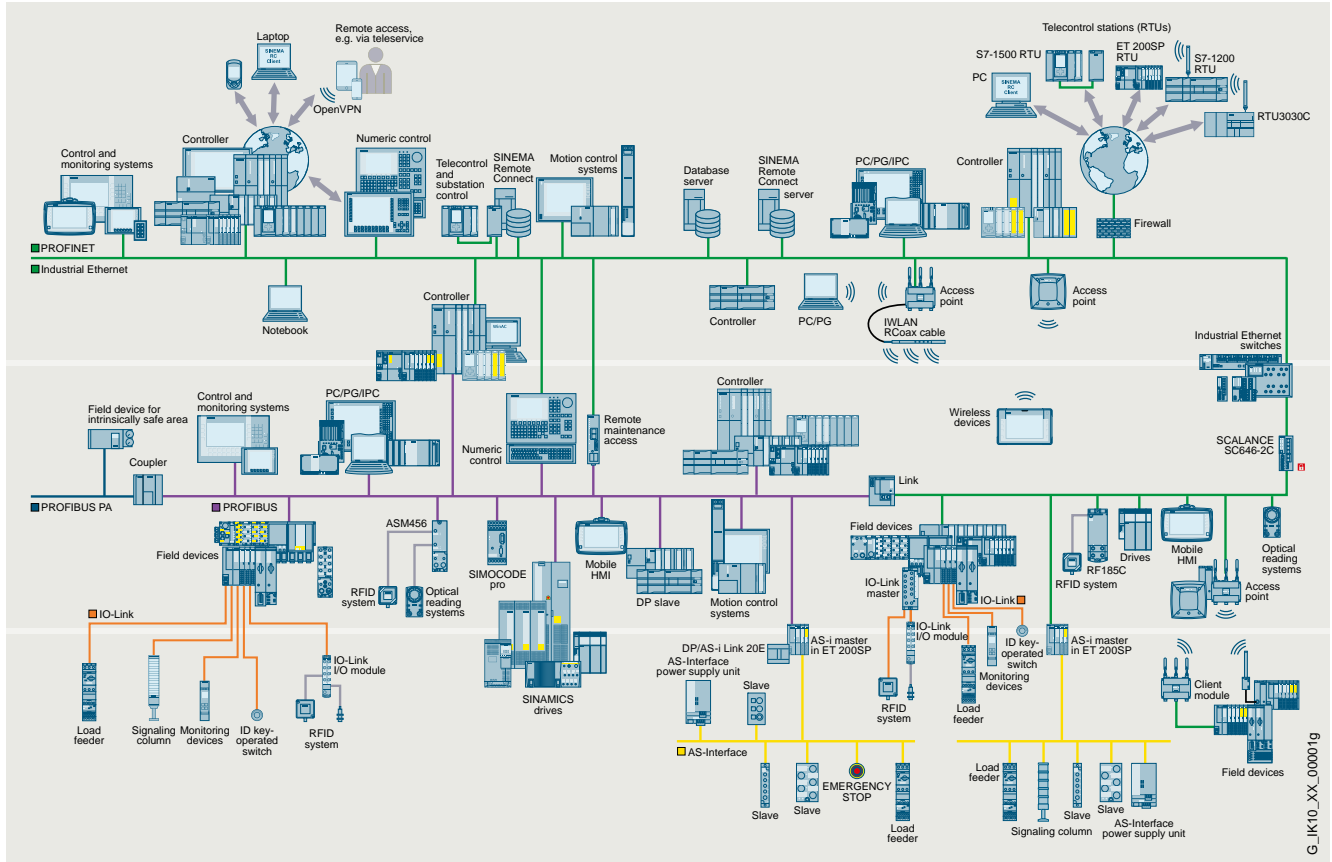 Laptop
Remote access,
e.g. via teleservice
SINEMA
RC
Client
OpenVPN
Telecontrol stations (RTUs)
S7-1500 RTU
ET 200SP
RTU
S7-1200
RTU
PC
SINEMA
RC
Client
RTU3030C
Control and
monitoring systems
Controller
Numeric control
Telecontrol
and
substation
control
SINEMA
Remote
Connect
Motion control
systems
Database
server
SINEMA
Remote
Connect
server
PC/PG/IPC
Controller
Firewall
PROFINET
Industrial Ethernet
Notebook
Controller
WinAC
Controller
PC/PG
Access
point
IWLAN
RCoax cable
Access
point
Industrial Ethernet
switches
Field device for
intrinsically safe area
Control and
monitoring systems
PC/PG/IPC
Numeric
control
Remote
maintenance
access
Controller
Wireless
devices
SCALANCE
SC646-2C
Coupler
Link
PROFIBUS PA
PROFIBUS
Field devices
ASM456
RFID
system
Optical
reading
systems
SIMOCODE
pro
Mobile
HMI
DP slave
Motion control
systems
Field devices
IO-Link
master
IO-Link
RFID system
RF185C
Drives
Mobile
HMI
Access
point
Optical
reading
systems
IO-Link
Load
feeder
Signaling
column
Monitoring
devices
ID key-
operated
switch
IO-Link
I/O module
RFID
system
SINAMICS
drives
DP/AS-i Link 20E
AS-Interface
power supply unit
Slave
AS-i master
in ET 200SP
IO-Link
I/O module
RFID
system
Load
feeder
Monitoring
devices
ID key-
operated
switch
AS-i master
in ET 200SP
Client
module
Field devices
AS-Interface
Slave
Slave
EMERGENCY
STOP
Load
feeder
Load
feeder
Signaling column
Slave
Slave
AS-Interface
power supply unit
G_IK10_XX_00001g